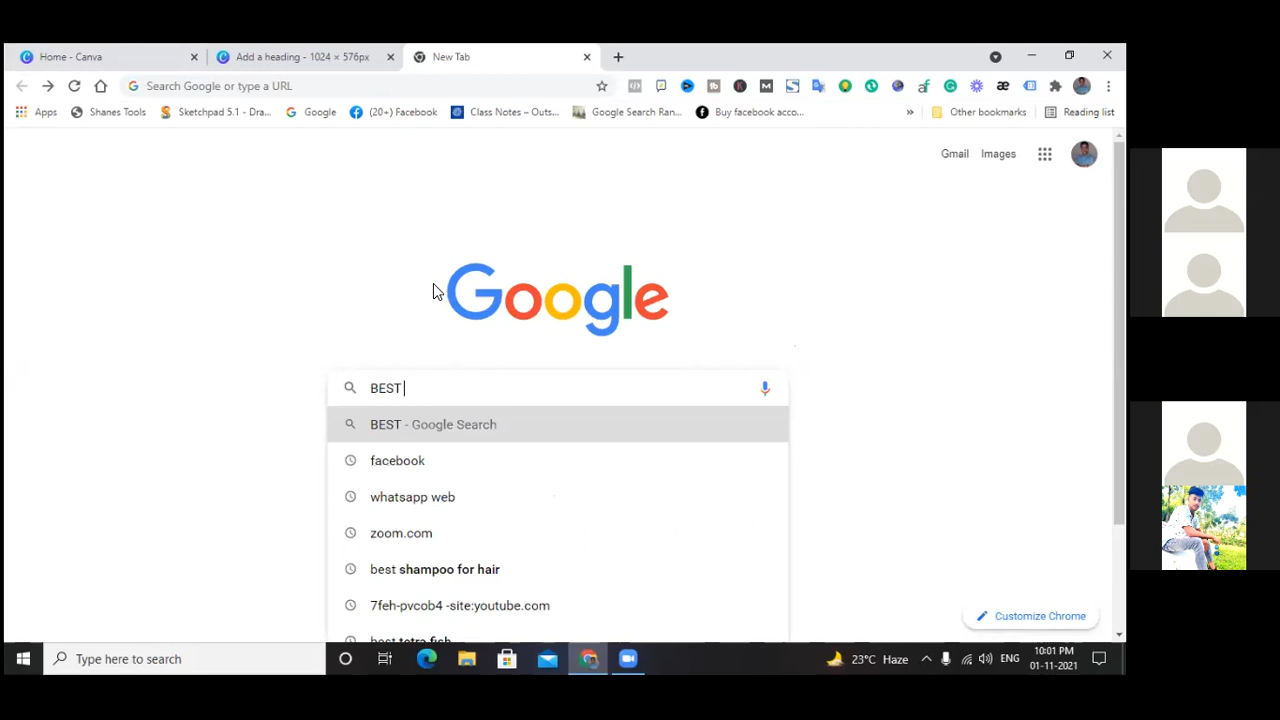 Home - Canva
Add a heading - 1024 × 576px
New Tab
Search Google or type a URL
Apps
Shanes Tools
Sketchpad 5.1 - Dra...
Google
(20+) Facebook
Class Notes – Outs...
Google Search Ran...
Buy facebook acco...
»
Other bookmarks
Reading list
Gmail
Images
Google
BEST
BEST - Google Search
facebook
whatsapp web
zoom.com
best shampoo for hair
7feh-pvcob4 -site:youtube.com
best tetra fish
Customize Chrome
Type here to search
23°C Haze
ENG
10:01 PM
01-11-2021